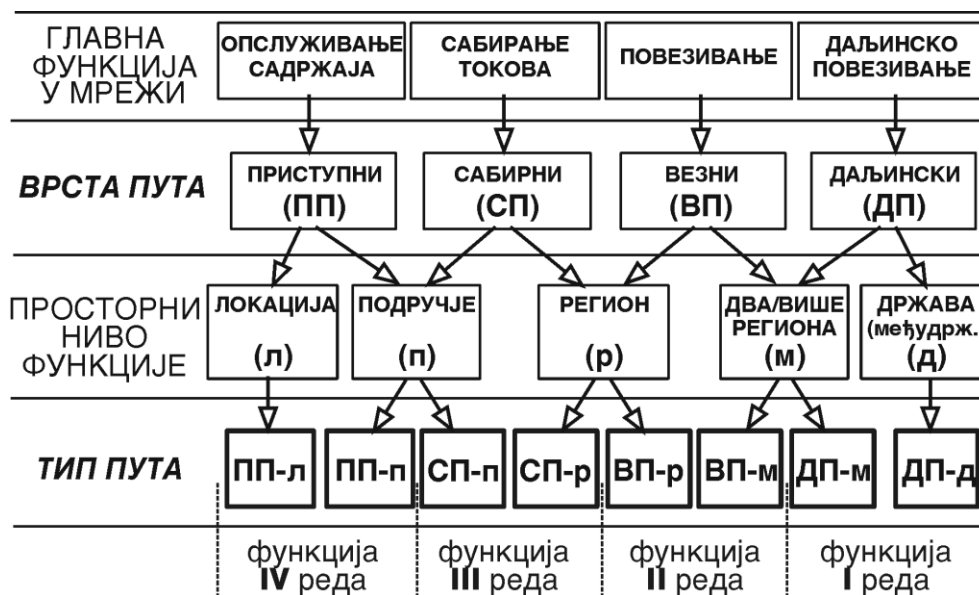 ГЛАВНА
ФУНКЦИЈА
У МРЕЖИ
ОПСЛУЖИВАЊЕ
САДРЖАЈА
САБИРАЊЕ
ТОКОВА
ПОВЕЗИВАЊЕ
ДАЉИНСКО
ПОВЕЗИВАЊЕ
ВРСТА ПУТА
ПРИСТУПНИ
(ПП)
САБИРНИ
(СП)
ВЕЗНИ
(ВП)
ДАЉИНСКИ
(ДП)
ПРОСТОРНИ
НИВО
ФУНКЦИЈЕ
ЛОКАЦИЈА
(л)
ПОДРУЧЈЕ
(п)
РЕГИОН
(р)
ДВА/ВИШЕ
РЕГИОНА
(м)
ДРЖАВА
(међудрж.)
(д)
ТИП ПУТА
ПП-л
ПП-п
СП-п
СП-р
ВП-р
ВП-м
ДП-м
ДП-д
функција
IV реда
функција
III реда
функција
II реда
функција
I реда